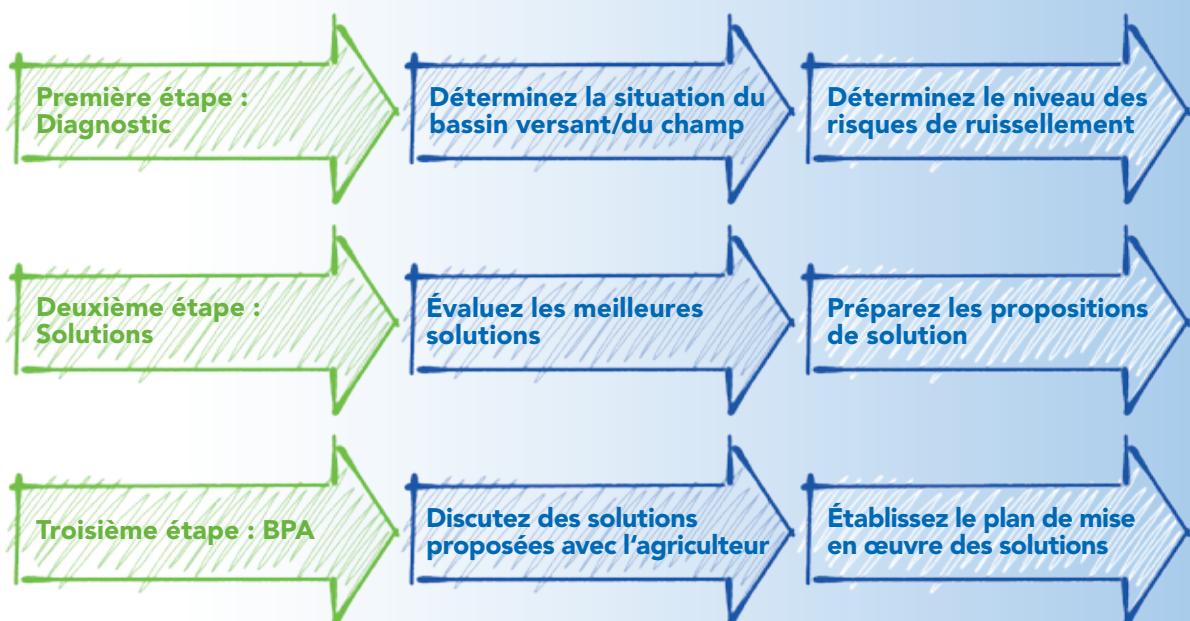 Première étape :
Diagnostic
Déterminez la situation du
bassin versant/du champ
Déterminez le niveau des
risques de ruissellement
Deuxième étape :
Solutions
Évaluez les meilleures
solutions
Préparez les propositions
de solution
Troisième étape : BPA
Discutez des solutions
proposées avec l‘agriculteur
Établissez le plan de mise
en œuvre des solutions